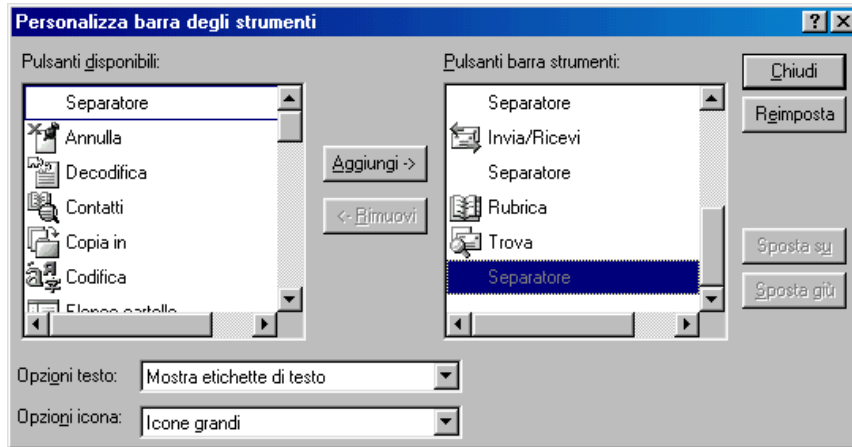 Personalizza barra degli strumenti
Pulsanti disponibili:
Separatore
Annulla
Decodifica
Contatti
Copia in
Codifica
Elenco cartelle
Aggiungi ->
<- Rimuovi
Pulsanti barra strumenti:
Separatore
Invia/Ricevi
Separatore
Rubrica
Trova
Separatore
Chiudi
Reimposta
Sposta su
Sposta giù
Opzioni testo:
Mostra etichette di testo
Opzioni icona:
Icone grandi